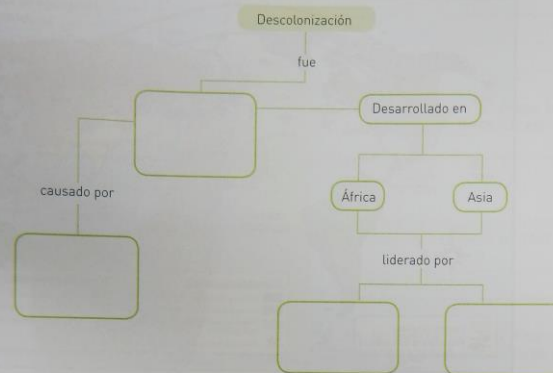 Descolonización
fue
Desarrollado en
causado por
África
Asia
liderado por